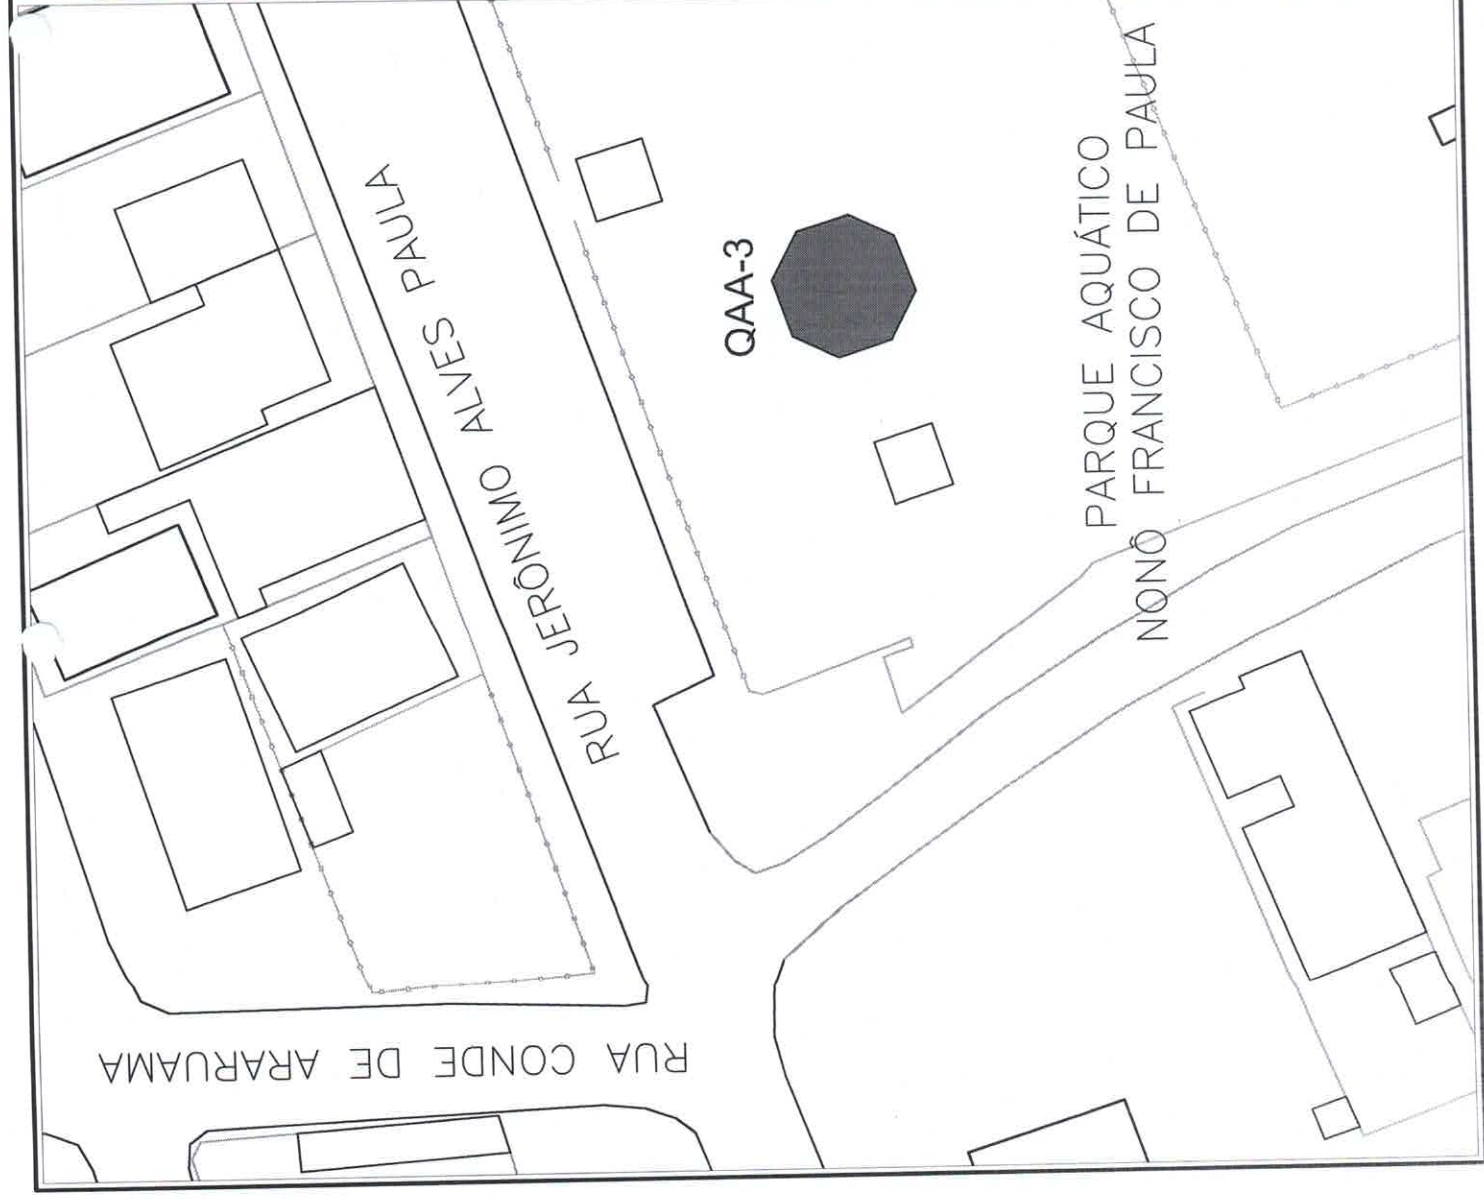 RUA JERÔNIMO ALVES PAULA
QAA-3
PARQUE AQUÁTICO
NONÔ FRANCISCO DE PAULA
RUA CONDE DE ARARUAMA